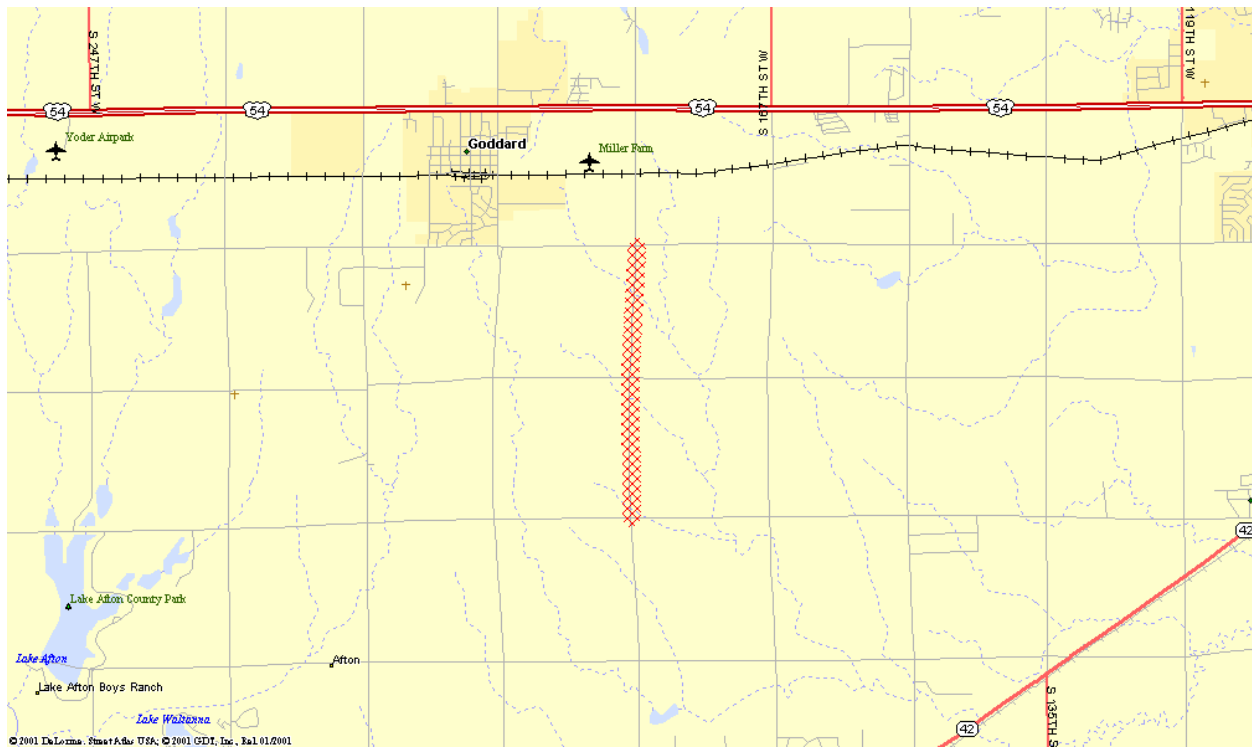 S 247TH ST W
S 167TH ST W
119TH ST W
54
54
54
54
Yoder Airpark
Goddard
Miller Farm
42
Lake Afton County Park
Lake Afton
Afton
Lake Afton Boys Ranch
S 135TH S
Lake Waltanna
42
© 2001 DeLorme. Street Atlas USA; © 2001 GDT, Inc., Rel. 01/2001